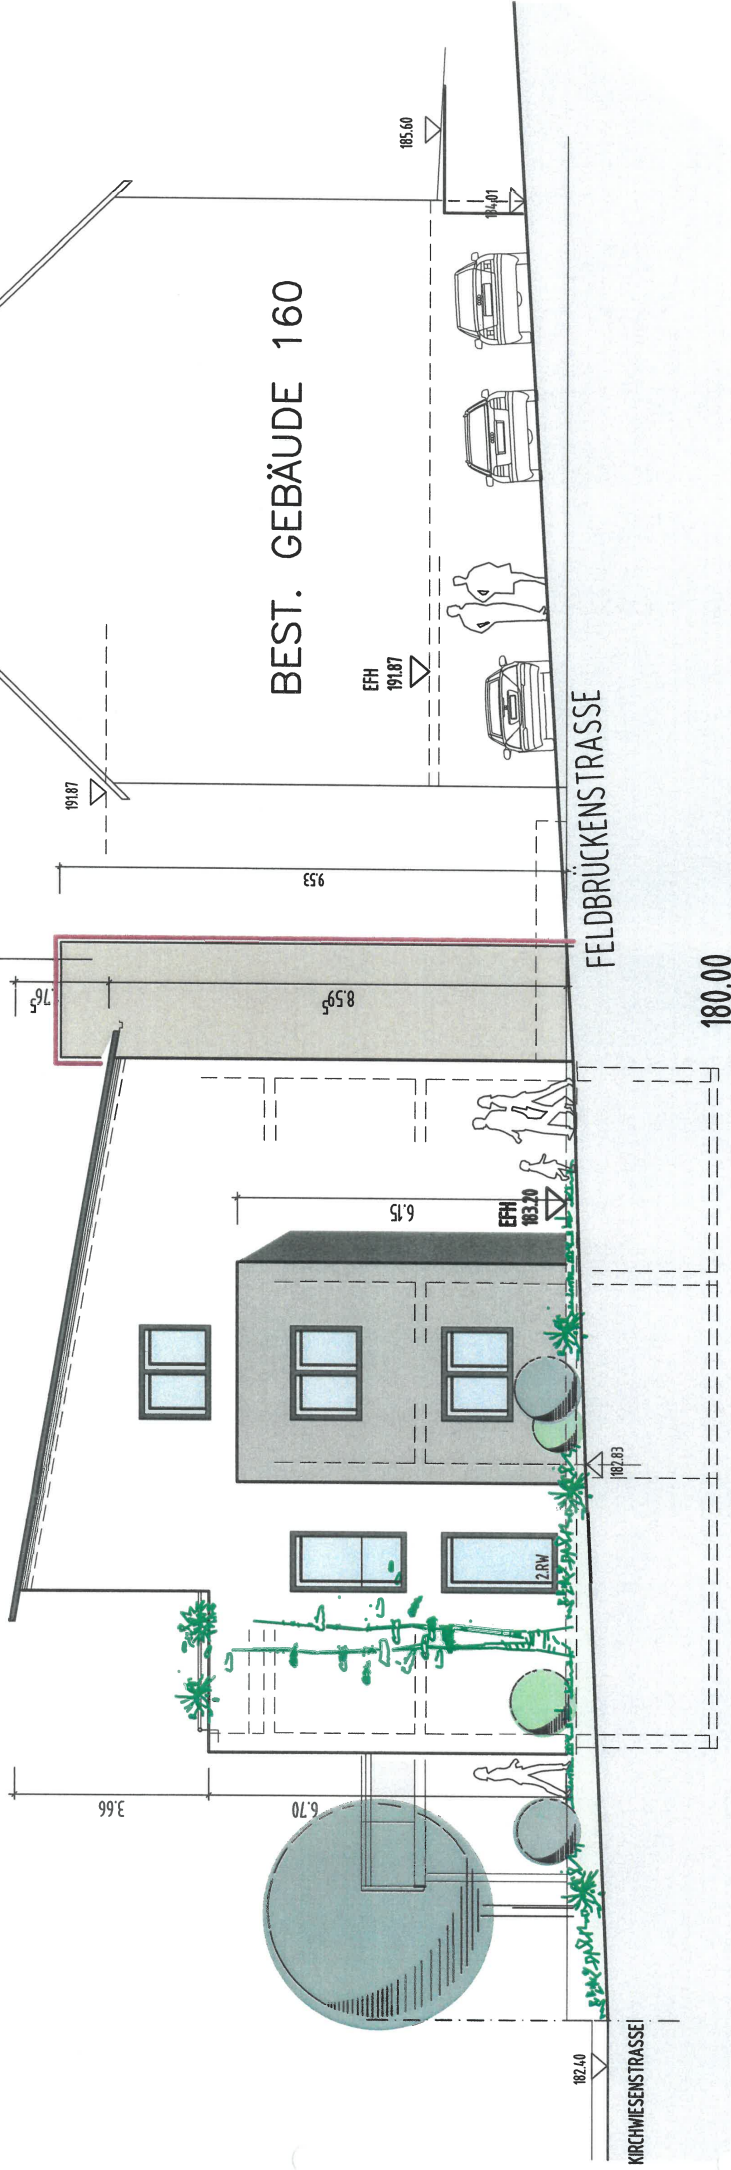 185.60
184.01
BEST. GEBÄUDE 160
EFH
191.87
191.87
9.53
.76⁵
8.59⁵
FELDBRÜCKENSTRASSE
180.00
6.15
EFH
183.20
182.83
2.RW
3.66
6.70
182.40
KIRCHWIESENSTRASSE